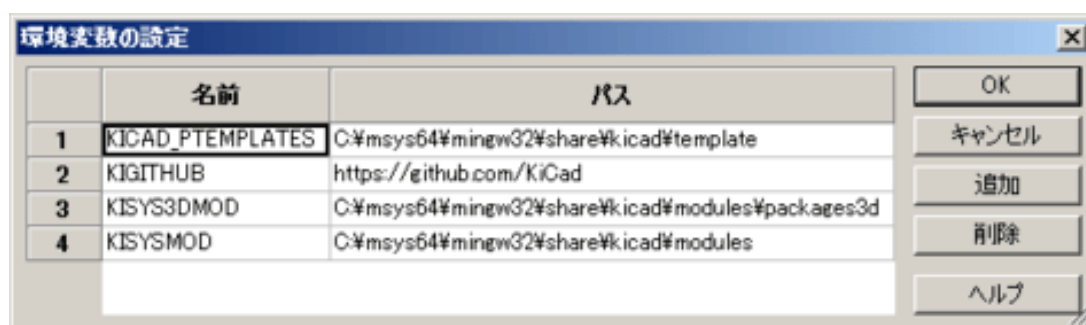 環境変数の設定
名前 パス OK
1 KICAD_PTEMPLATES C:¥msys64¥mingw32¥share¥kicad¥template キャンセル
2 KIGITHUB https://github.com/KiCad 追加
3 KISYS3DMOD C:¥msys64¥mingw32¥share¥kicad¥modules¥packages3d
4 KISYSMOD C:¥msys64¥mingw32¥share¥kicad¥modules 削除
ヘルプ